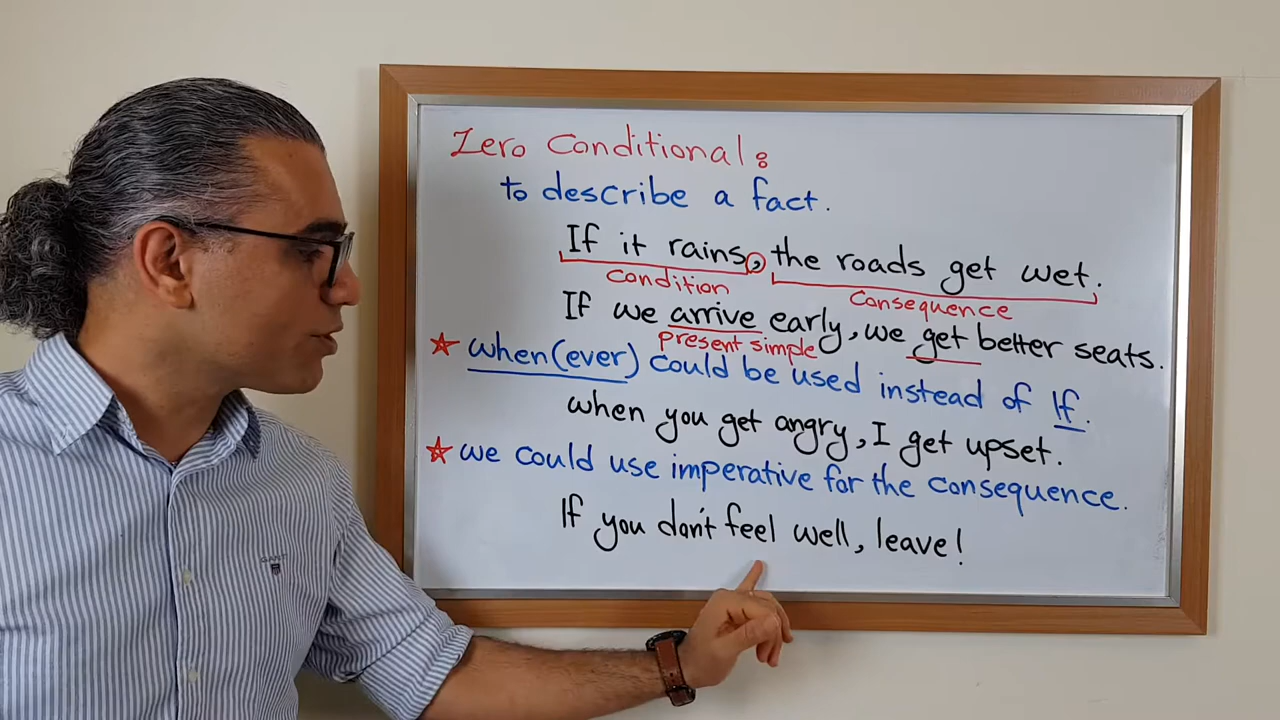 Zero Conditional:
to describe a fact.
If it rains, the roads get wet.
Condition
Consequence
If we arrive early, we get better seats.
present simple
☆ when(ever) could be used instead of If.
when you get angry, I get upset.
☆ we could use imperative for the consequence.
If you don't feel well, leave!